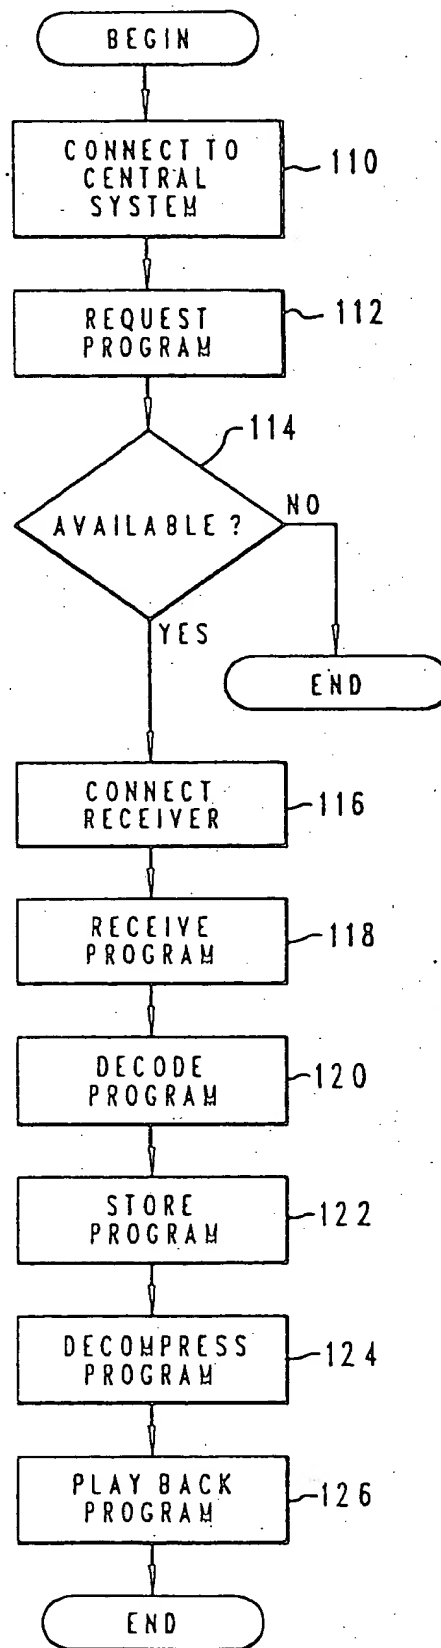 BEGIN
CONNECT TO
CENTRAL
SYSTEM
110
REQUEST
PROGRAM
112
114
AVAILABLE ?
NO
YES
END
CONNECT
RECEIVER
116
RECEIVE
PROGRAM
118
DECODE
PROGRAM
120
STORE
PROGRAM
122
DECOMPRESS
PROGRAM
124
PLAY BACK
PROGRAM
126
END